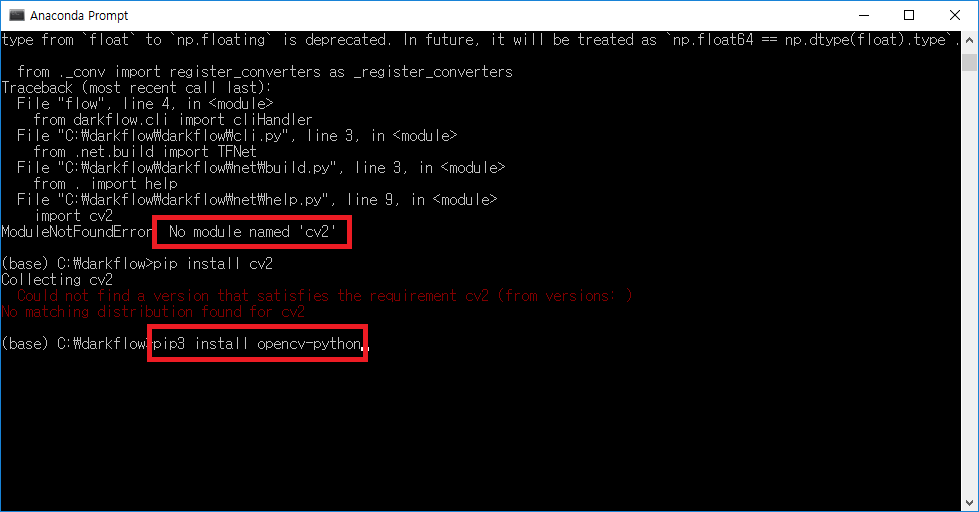 Anaconda Prompt
type from `float` to `np.floating` is deprecated. In future, it will be treated as `np.float64 == np.dtype(float).type`.
from ._conv import register_converters as _register_converters
Traceback (most recent call last):
File "flow", line 4, in <module>
from darkflow.cli import cliHandler
File "C:₩darkflow₩darkflow₩cli.py", line 3, in <module>
from .net.build import TFNet
File "C:₩darkflow₩darkflow₩net₩build.py", line 3, in <module>
from . import help
File "C:₩darkflow₩darkflow₩net₩help.py", line 9, in <module>
import cv2
ModuleNotFoundError No module named 'cv2'
(base) C:₩darkflow>pip install cv2
Collecting cv2
Could not find a version that satisfies the requirement cv2 (from versions: )
No matching distribution found for cv2
(base) C:₩darkflow>pip3 install opencv-python